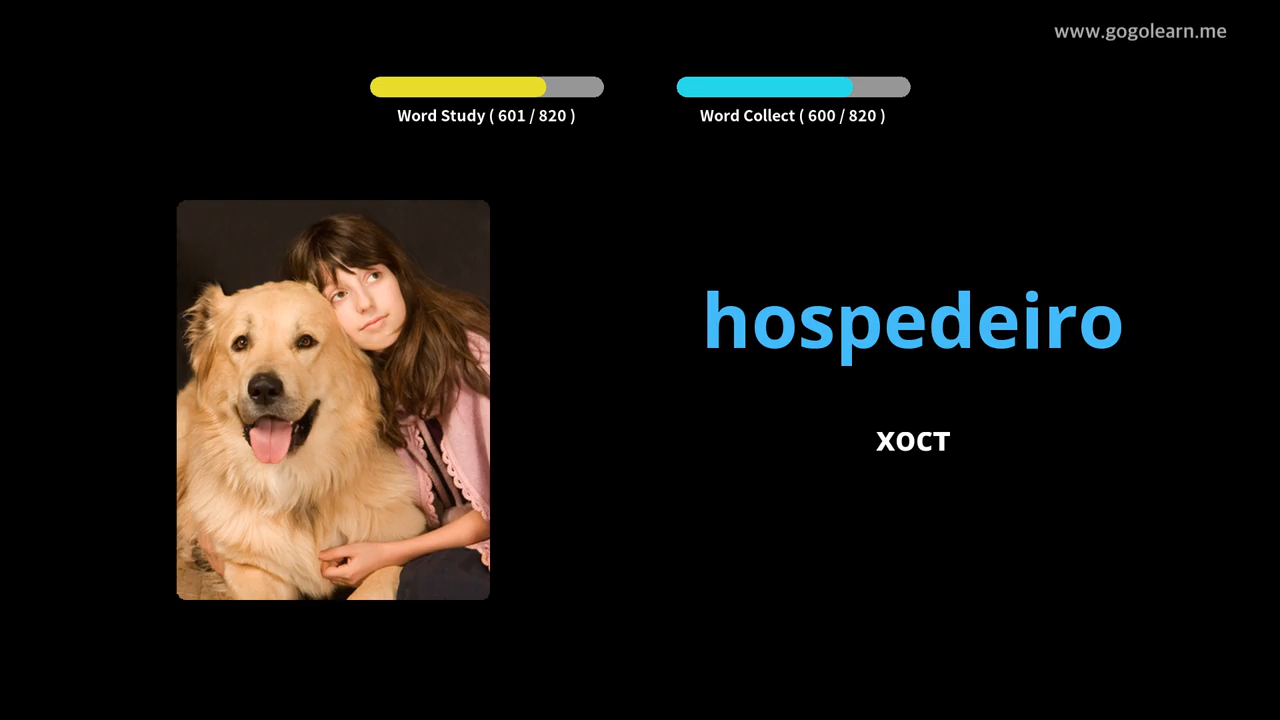 www.gogolearn.me
Word Study ( 601 / 820 )
Word Collect ( 600 / 820 )
hospedeiro
хост